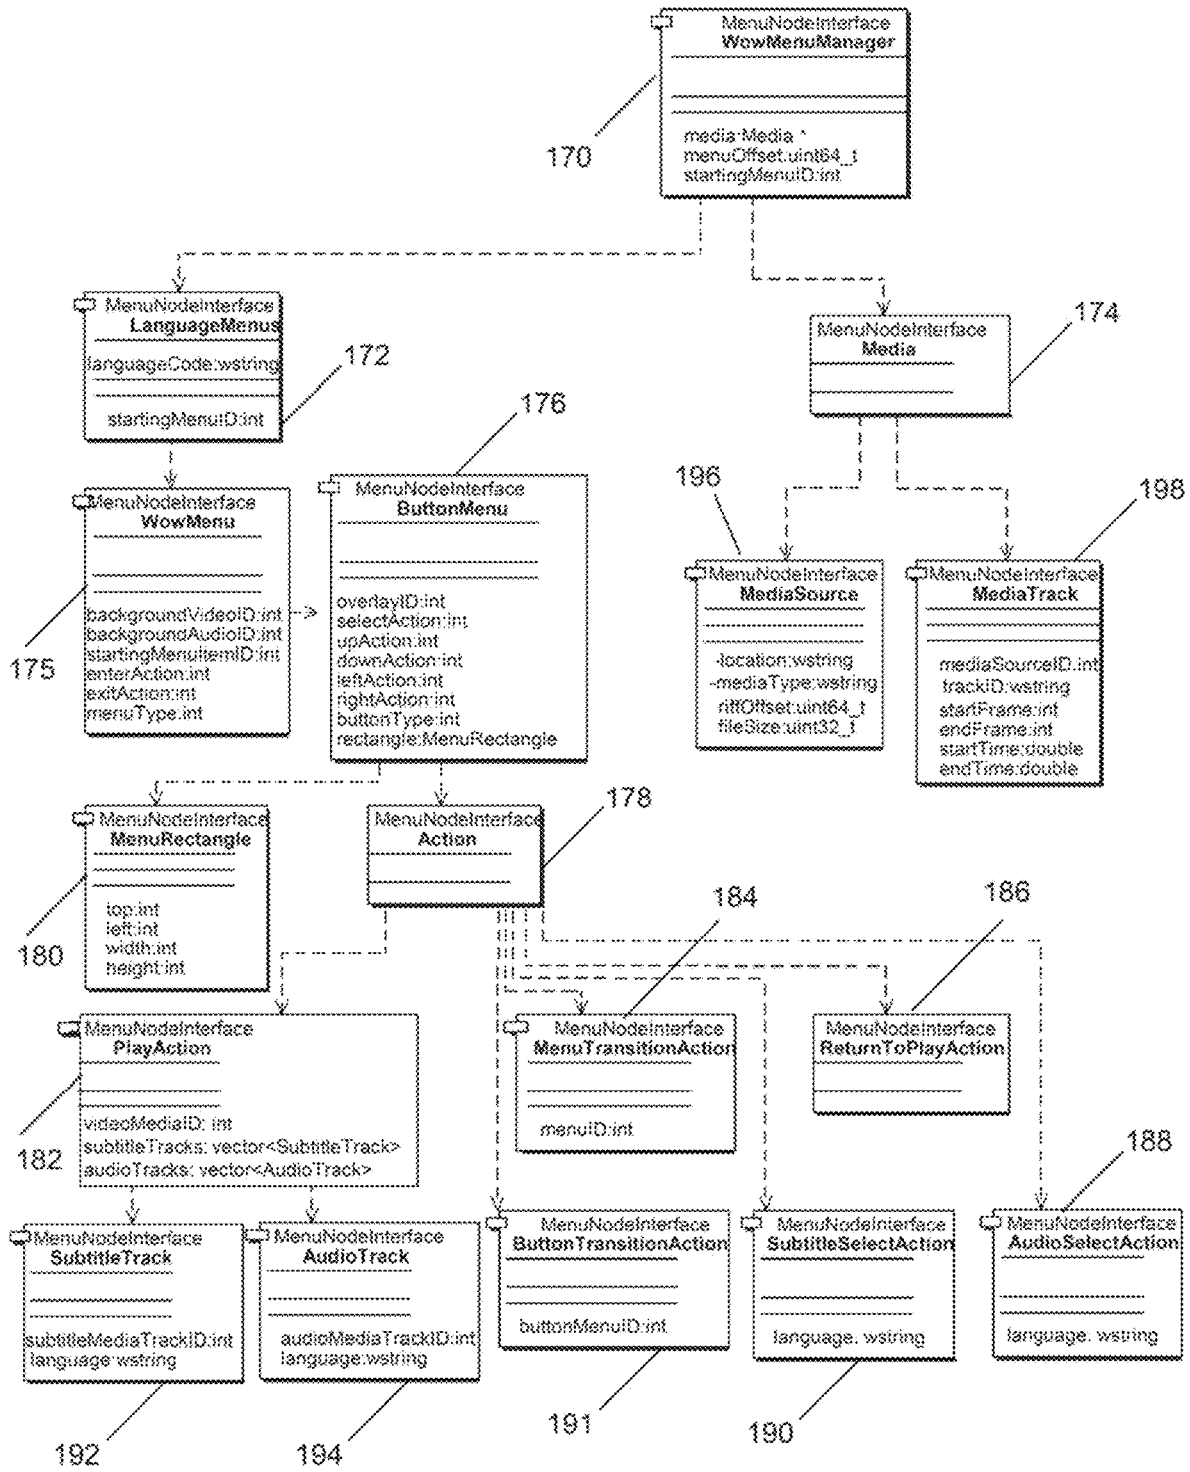 MenuNodeInterface
WowMenuManager
media:Media *
menuOffset:uint64_t
startingMenuID:int
170
MenuNodeInterface
LanguageMenus
languageCode:wstring
startingMenuID:int
172
MenuNodeInterface
Media
174
MenuNodeInterface
WowMenu
backgroundVideoID:int
backgroundAudioID:int
startingMenuItemID:int
enterAction:int
exitAction:int
menuType:int
175
176
MenuNodeInterface
ButtonMenu
overlayID:int
selectAction:int
upAction:int
downAction:int
leftAction:int
rightAction:int
buttonType:int
rectangle:MenuRectangle
196
MenuNodeInterface
MediaSource
-location:wstring
-mediaType:wstring
riffOffset:uint64_t
fileSize:uint32_t
198
MenuNodeInterface
MediaTrack
mediaSourceID:int
trackID:wstring
startFrame:int
endFrame:int
startTime:double
endTime:double
MenuNodeInterface
MenuRectangle
top:int
left:int
width:int
height:int
180
MenuNodeInterface
Action
178
MenuNodeInterface
PlayAction
videoMediaID: int
subtitleTracks: vector<SubtitleTrack>
audioTracks: vector<AudioTrack>
182
184
MenuNodeInterface
MenuTransitionAction
menuID:int
186
MenuNodeInterface
ReturnToPlayAction
188
MenuNodeInterface
SubtitleTrack
subtitleMediaTrackID:int
language:wstring
192
MenuNodeInterface
AudioTrack
audioMediaTrackID:int
language:wstring
194
MenuNodeInterface
ButtonTransitionAction
buttonMenuID:int
191
MenuNodeInterface
SubtitleSelectAction
language. wstring
190
MenuNodeInterface
AudioSelectAction
language. wstring